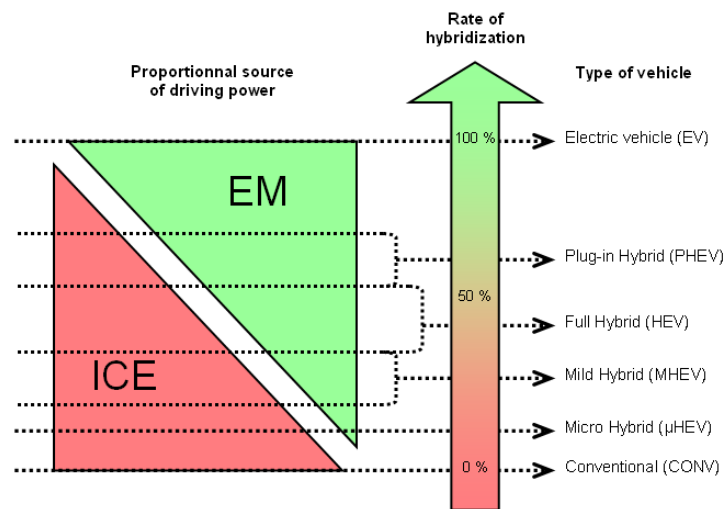 Rate of
hybridization
Proportionnal source
of driving power
Type of vehicle
100 %
Electric vehicle (EV)
EM
Plug-in Hybrid (PHEV)
50 %
Full Hybrid (HEV)
ICE
Mild Hybrid (MHEV)
Micro Hybrid (µHEV)
0 %
Conventional (CONV)